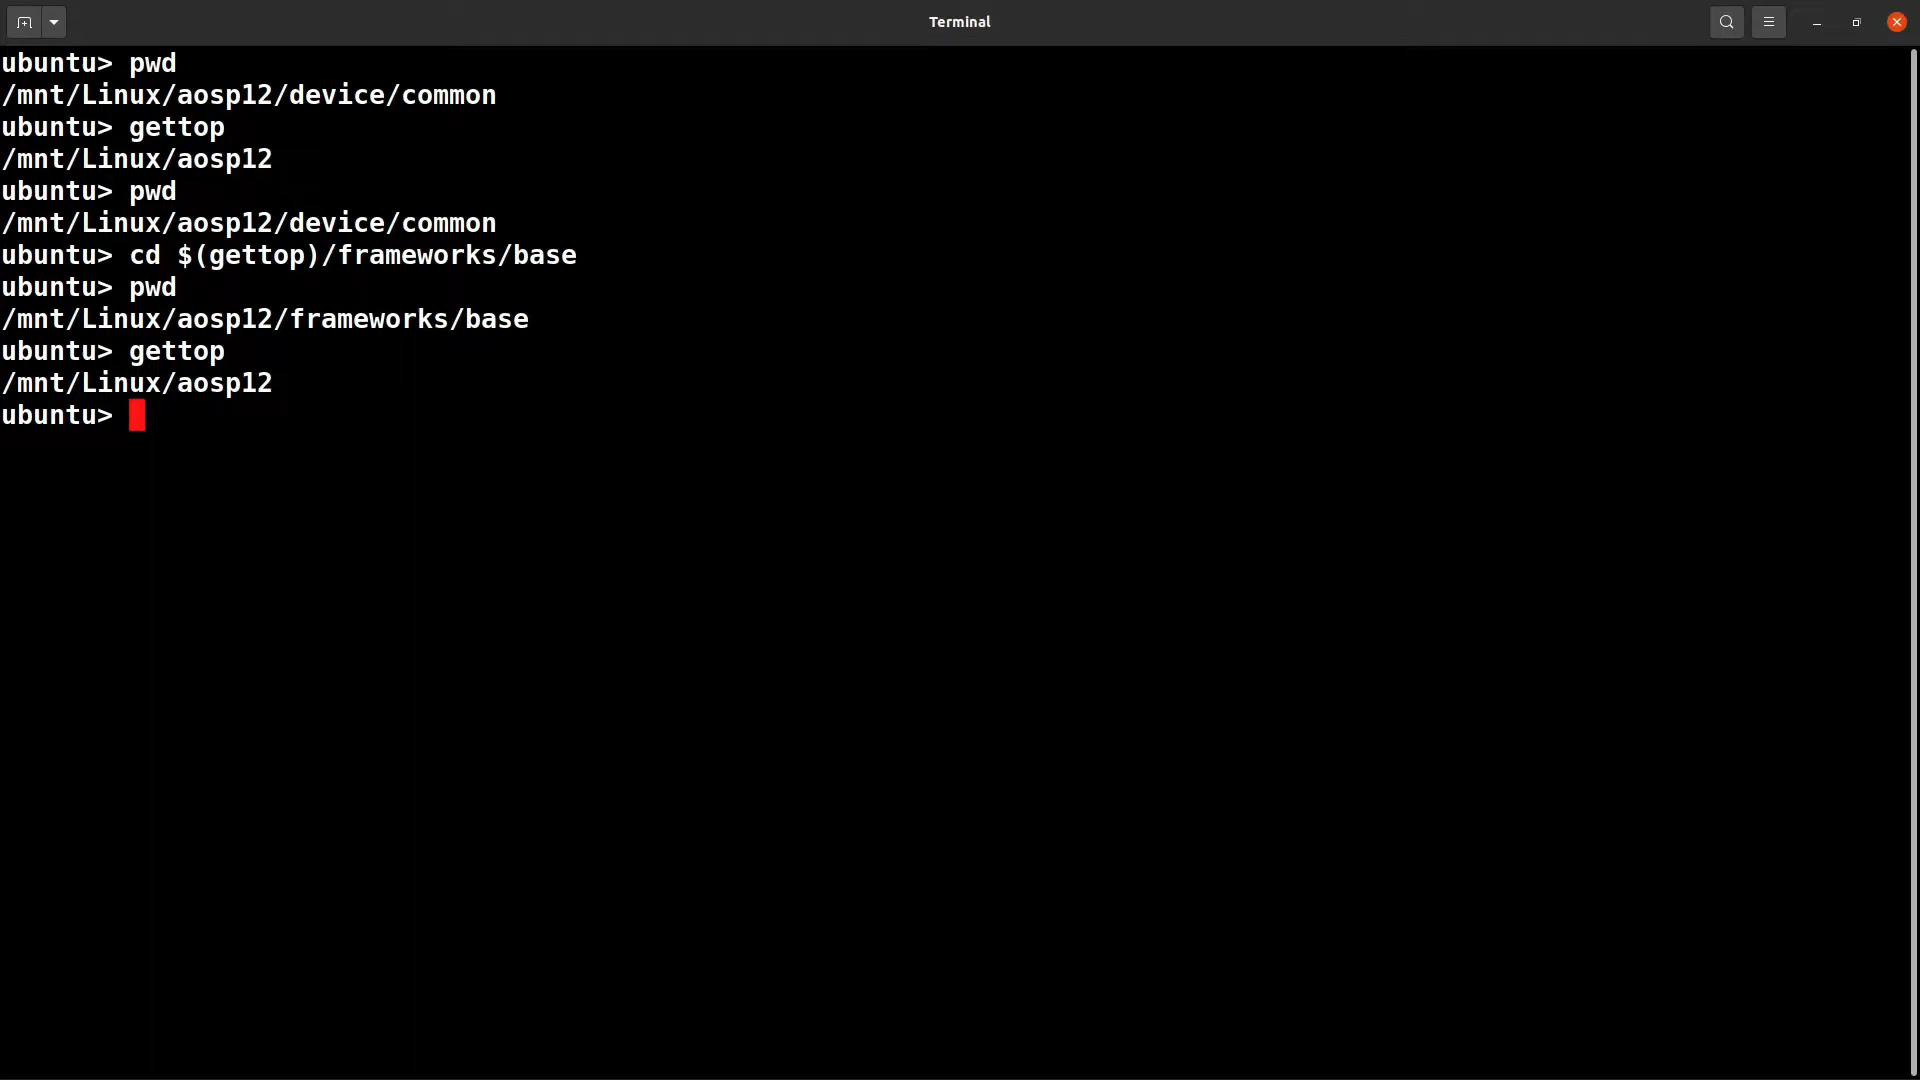 Terminal
ubuntu> pwd
/mnt/Linux/aosp12/device/common
ubuntu> gettop
/mnt/Linux/aosp12
ubuntu> pwd
/mnt/Linux/aosp12/device/common
ubuntu> cd $(gettop)/frameworks/base
ubuntu> pwd
/mnt/Linux/aosp12/frameworks/base
ubuntu> gettop
/mnt/Linux/aosp12
ubuntu>